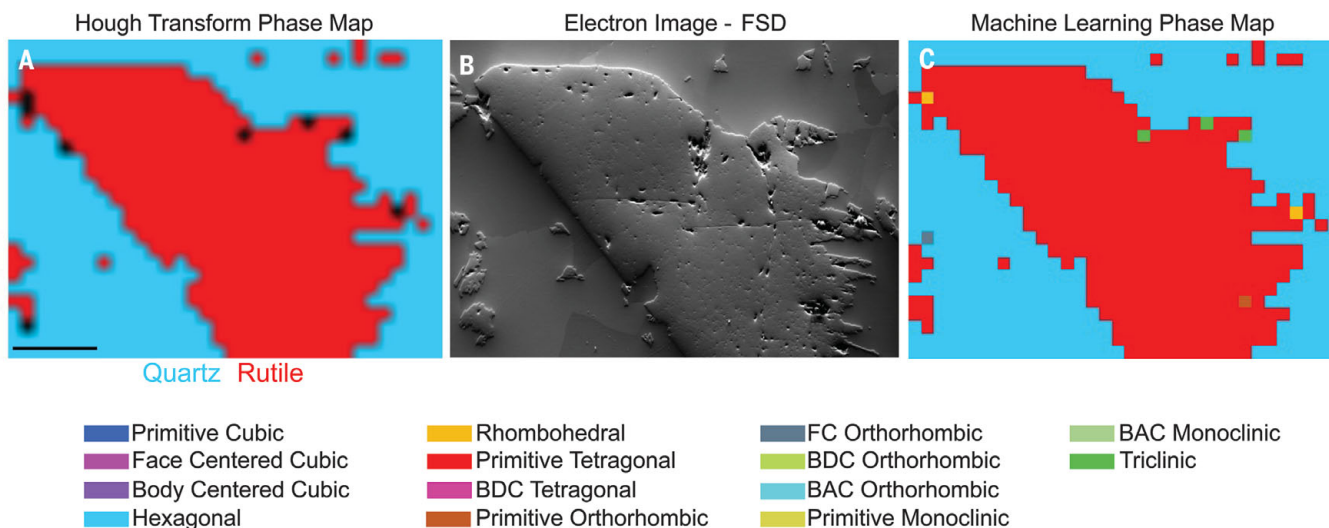 Hough Transform Phase Map
Electron Image - FSD
Machine Learning Phase Map
A
B
C
Quartz Rutile
Primitive Cubic
Face Centered Cubic
Body Centered Cubic
Hexagonal
Rhombohedral
Primitive Tetragonal
BDC Tetragonal
Primitive Orthorhombic
FC Orthorhombic
BDC Orthorhombic
BAC Orthorhombic
Primitive Monoclinic
BAC Monoclinic
Triclinic